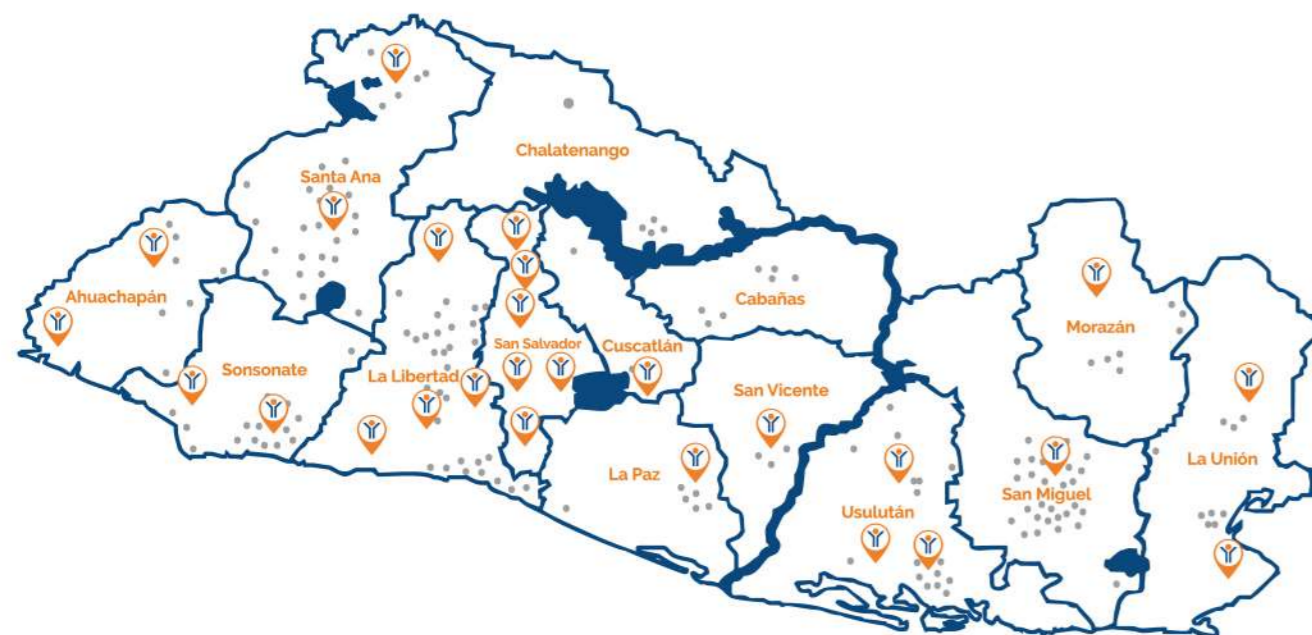 Chalatenango
Santa Ana
Ahuachapán
Cabañas
Morazán
San Salvador
Cuscatlán
Sonsonate
La Libertad
San Vicente
La Paz
La Unión
San Miguel
Usulután